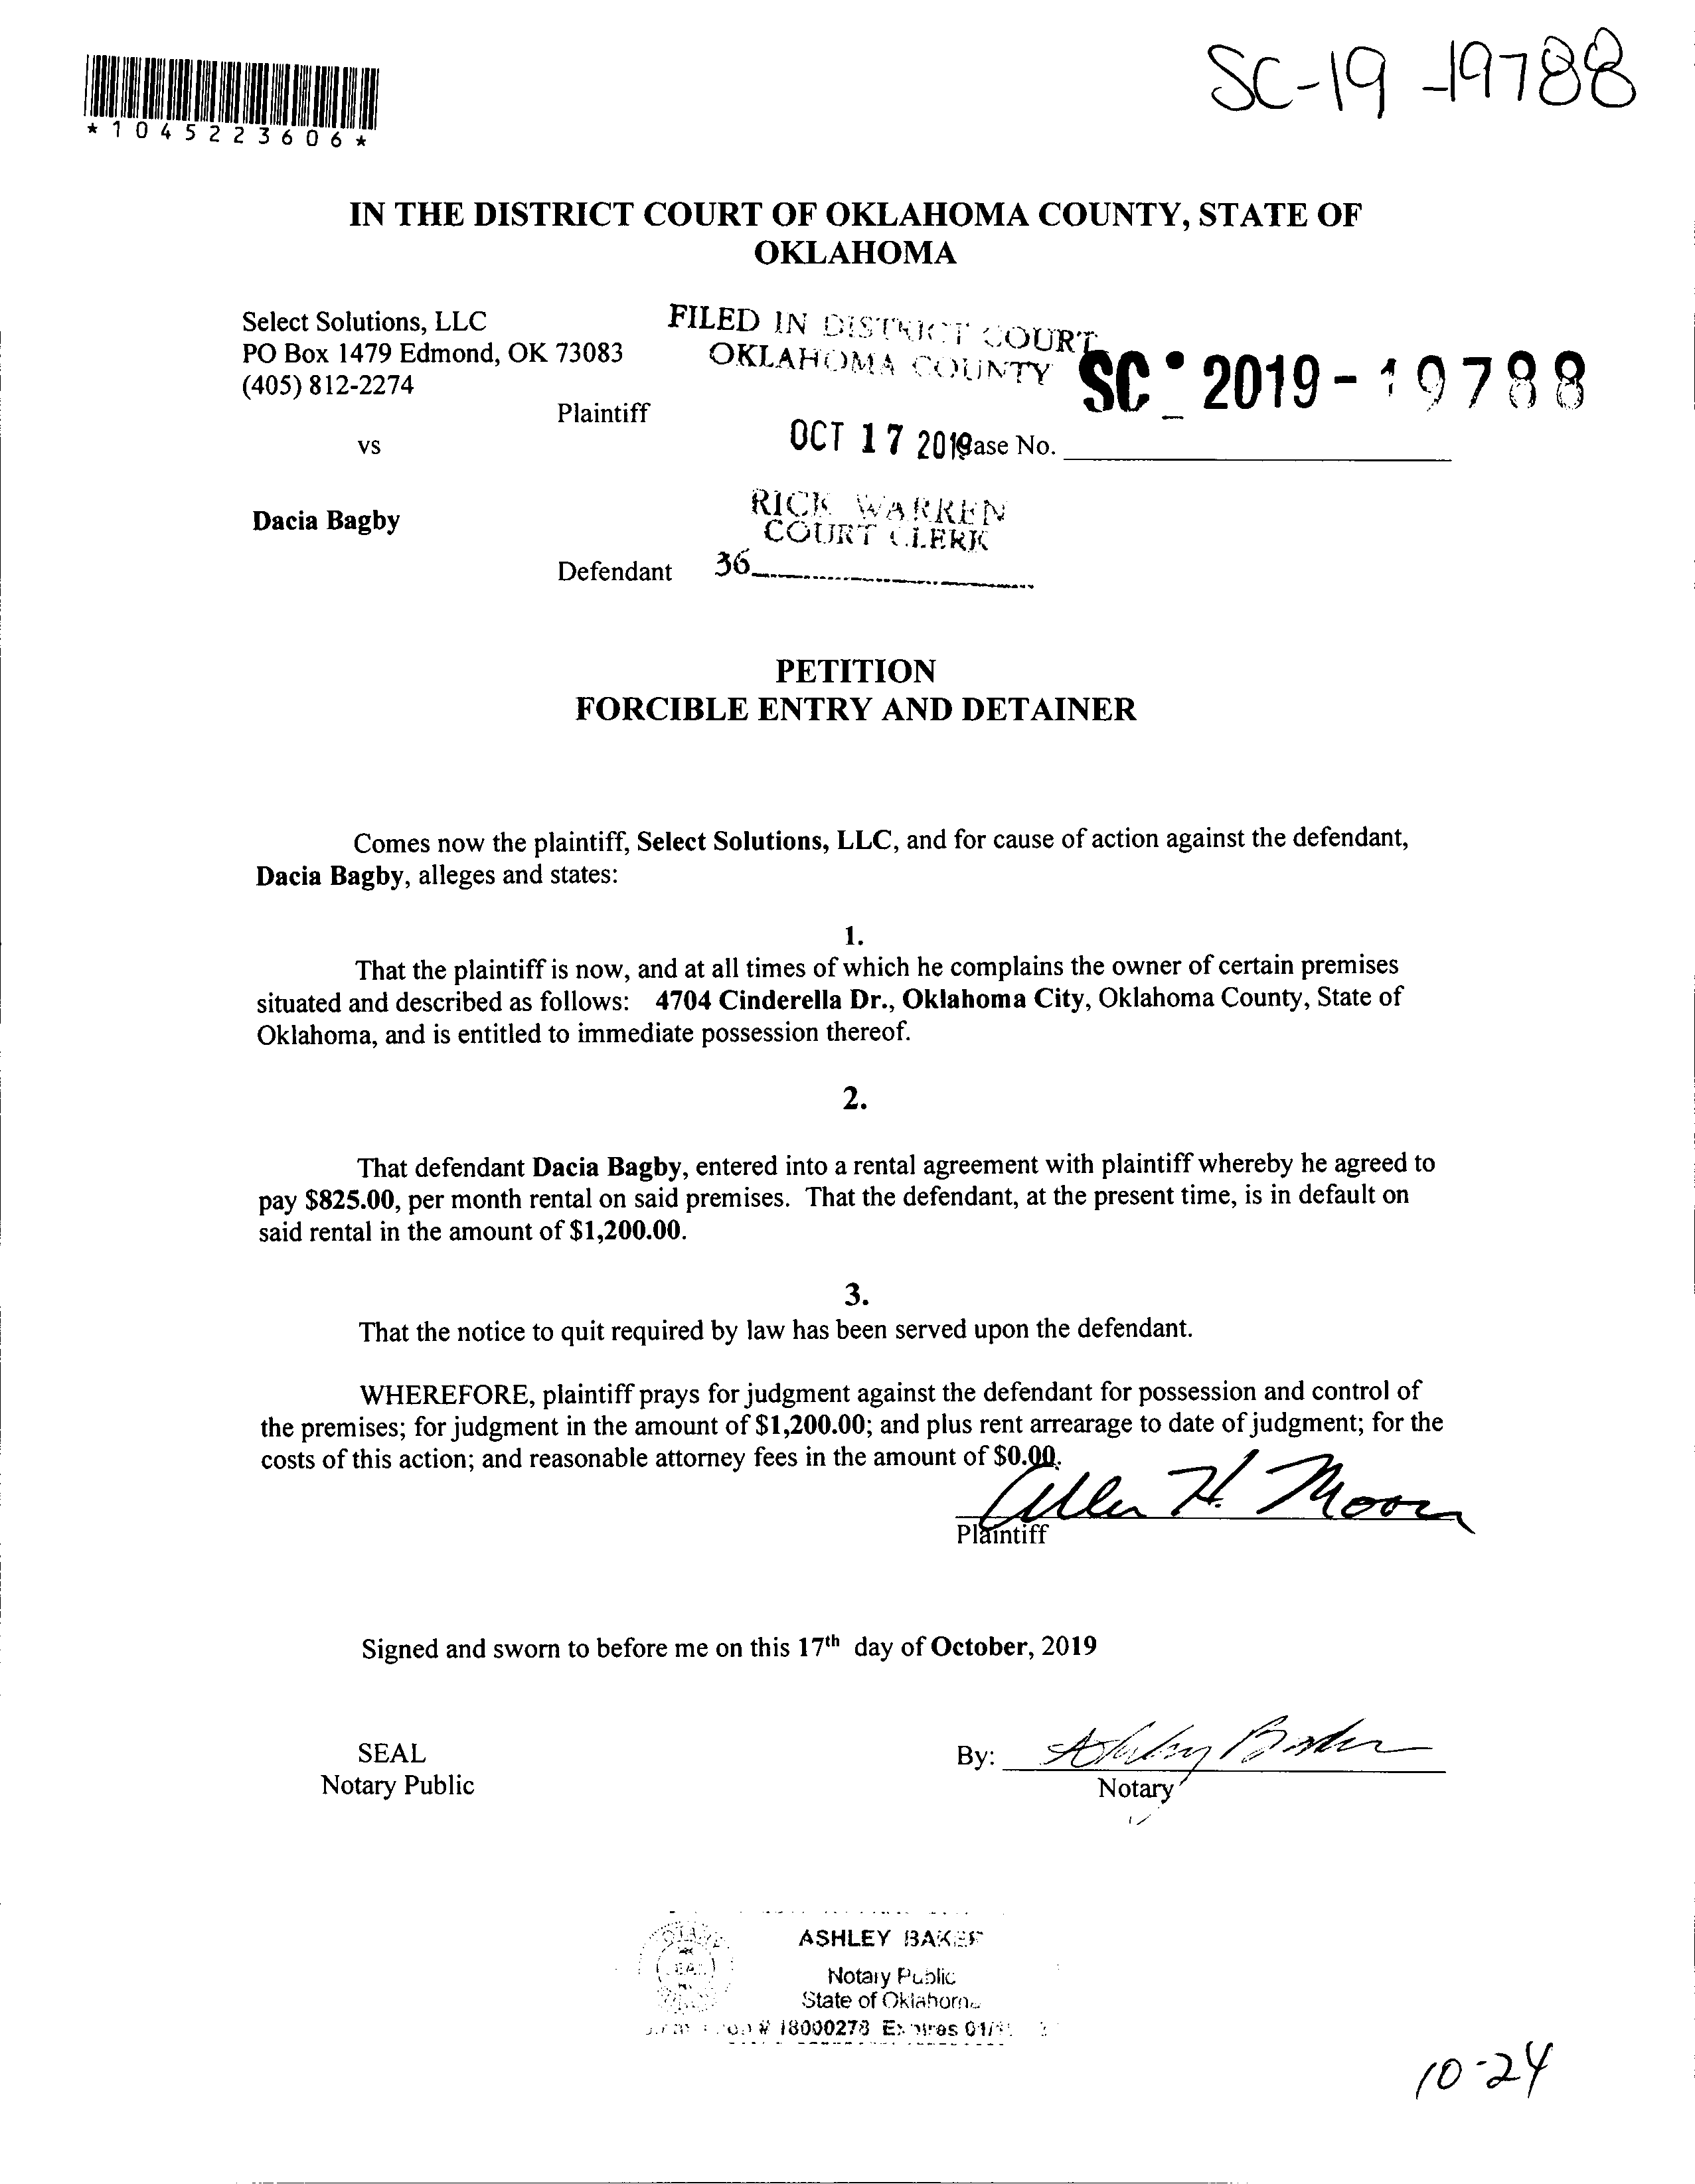 SC-19-19788
*1045223606*
IN THE DISTRICT COURT OF OKLAHOMA COUNTY, STATE OF
OKLAHOMA
Select Solutions, LLC
PO Box 1479 Edmond, OK 73083
(405) 812-2274
Plaintiff
vs
Dacia Bagby
Defendant
FILED IN DISTRICT COURT
OKLAHOMA COUNTY
SC-2019-19788
OCT 17 2019
ase No.
RICK WARREN
COURT CLERK
36
PETITION
FORCIBLE ENTRY AND DETAINER
Comes now the plaintiff, Select Solutions, LLC, and for cause of action against the defendant,
Dacia Bagby, alleges and states:
1.
That the plaintiff is now, and at all times of which he complains the owner of certain premises
situated and described as follows: 4704 Cinderella Dr., Oklahoma City, Oklahoma County, State of
Oklahoma, and is entitled to immediate possession thereof.
2.
That defendant Dacia Bagby, entered into a rental agreement with plaintiff whereby he agreed to
pay $825.00, per month rental on said premises. That the defendant, at the present time, is in default on
said rental in the amount of $1,200.00.
3.
That the notice to quit required by law has been served upon the defendant.
WHEREFORE, plaintiff prays for judgment against the defendant for possession and control of
the premises; for judgment in the amount of $1,200.00; and plus rent arrearage to date of judgment; for the
costs of this action; and reasonable attorney fees in the amount of $0.00.
Allen H. Moon
Plaintiff
Signed and sworn to before me on this 17th day of October, 2019
SEAL
Notary Public
By: Ashley Baker
Notary
ASHLEY BAKER
Notary Public
State of Oklahoma
# 18000278 Expires 01/
10-24